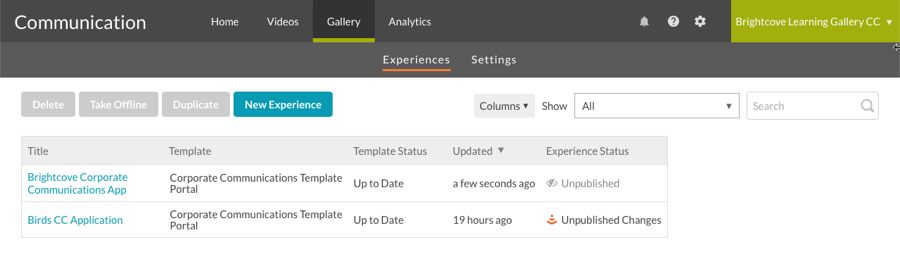 Communication Home Videos Gallery Analytics Brightcove Learning Gallery CC
Experiences Settings
Delete Take Offline Duplicate New Experience Columns Show All Search
Title Template Template Status Updated Experience Status
Brightcove Corporate
Communications App
Corporate Communications Template
Portal
Up to Date a few seconds ago Unpublished
Birds CC Application
Corporate Communications Template
Portal
Up to Date 19 hours ago Unpublished Changes